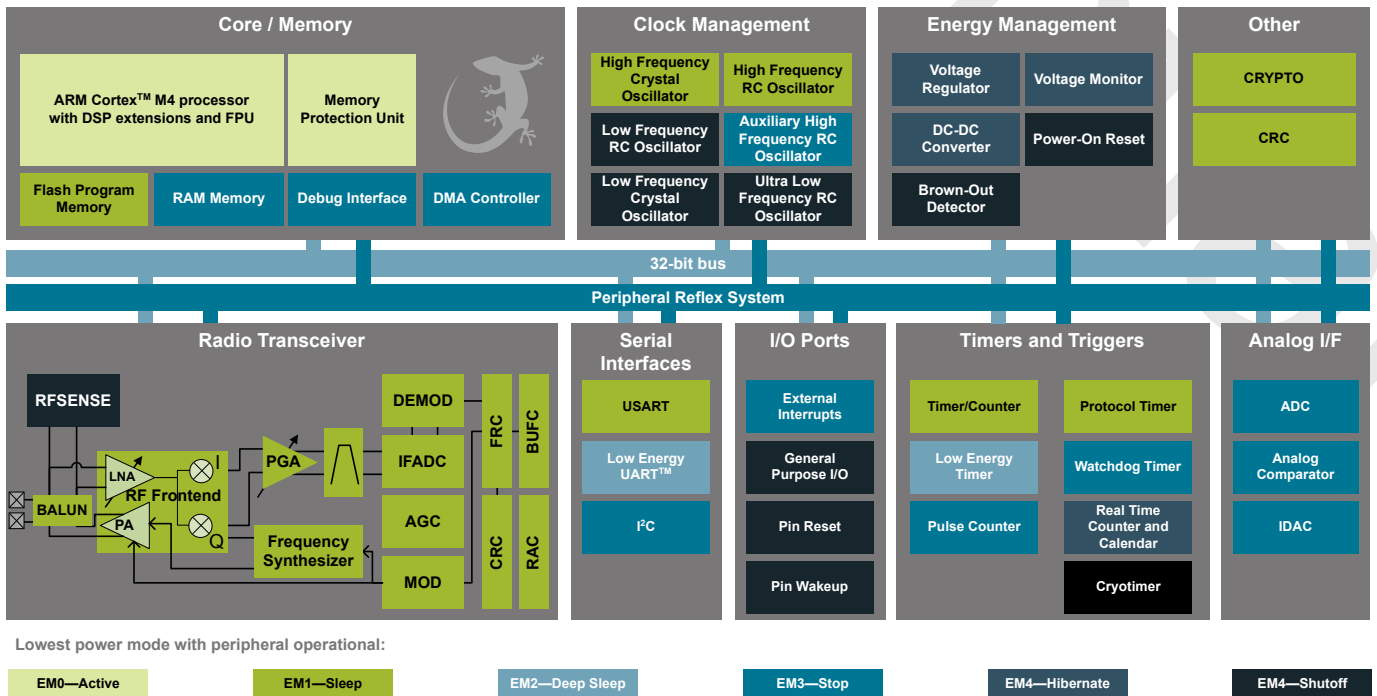 Core / Memory
ARM Cortex™ M4 processor
with DSP extensions and FPU
Memory
Protection Unit
Flash Program
Memory
RAM Memory
Debug Interface
DMA Controller
Clock Management
High Frequency
Crystal
Oscillator
High Frequency
RC Oscillator
Low Frequency
RC Oscillator
Auxiliary High
Frequency RC
Oscillator
Low Frequency
Crystal
Oscillator
Ultra Low
Frequency RC
Oscillator
Energy Management
Voltage
Regulator
Voltage Monitor
DC-DC
Converter
Power-On Reset
Brown-Out
Detector
Other
CRYPTO
CRC
32-bit bus
Peripheral Reflex System
Radio Transceiver
RFSENSE
LNA
RF Frontend
I
BALUN
PA
Q
PGA
Frequency
Synthesizer
DEMOD
IFADC
AGC
MOD
FRC
BUFC
CRC
RAC
Serial
Interfaces
USART
Low Energy
UART™
I²C
I/O Ports
External
Interrupts
General
Purpose I/O
Pin Reset
Pin Wakeup
Timers and Triggers
Timer/Counter
Protocol Timer
Low Energy
Timer
Watchdog Timer
Pulse Counter
Real Time
Counter and
Calendar
Cryotimer
Analog I/F
ADC
Analog
Comparator
IDAC
Lowest power mode with peripheral operational:
EM0—Active
EM1—Sleep
EM2—Deep Sleep
EM3—Stop
EM4—Hibernate
EM4—Shutoff